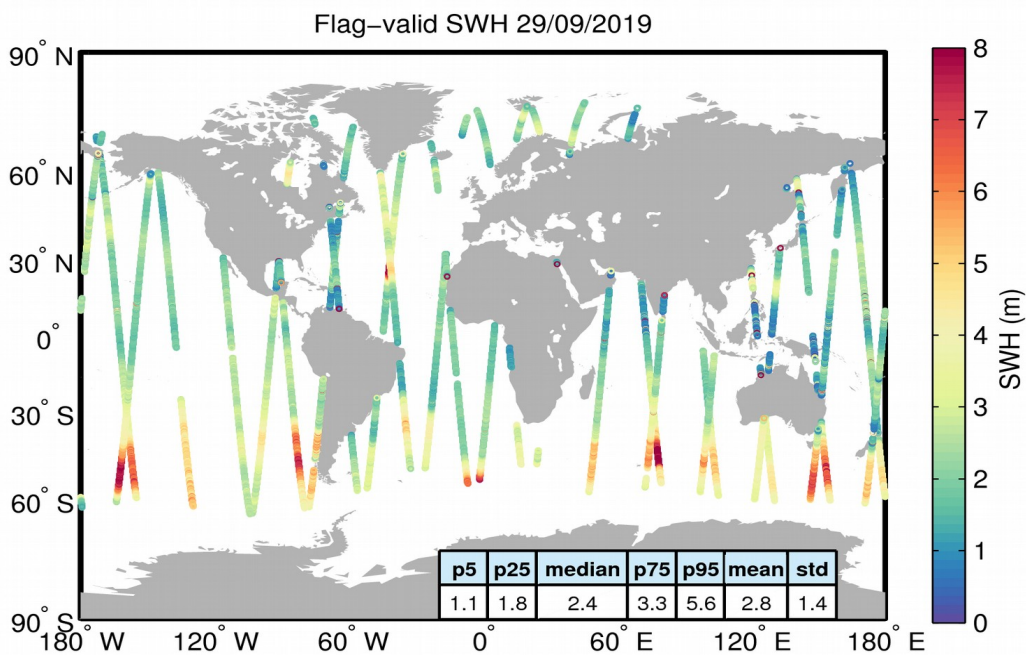 Flag−valid SWH 29/09/2019
90° N
60° N
30° N
0°
30° S
60° S
90° S
180° W
120° W
60° W
0°
60° E
120° E
180° E
p5 p25 median p75 p95 mean std
1.1 1.8 2.4 3.3 5.6 2.8 1.4
8
7
6
5
4
3
2
1
0
SWH (m)